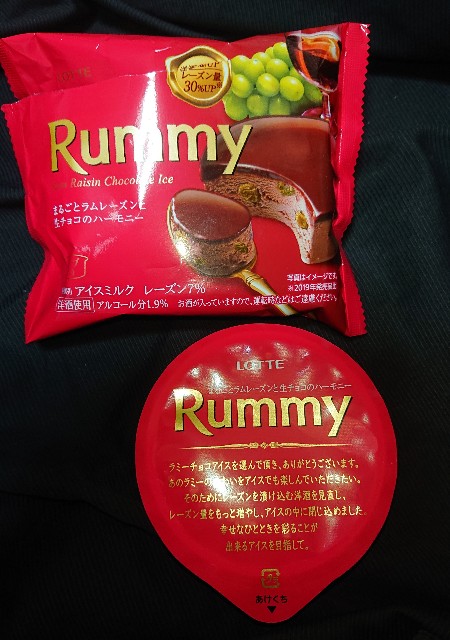 LOTTE
レーズン量
30%UP※
Rummy
Raisin Chocolate Ice
まるごとラムレーズンと
生チョコのハーモニー
アイスミルク レーズン7%
洋酒使用 アルコール分1.9% お酒が入っていますので、運転時などはご遠慮ください。
写真はイメージです。
※2019年発売品比
LOTTE
まるごとラムレーズンと生チョコのハーモニー
Rummy
ラミーチョコアイスを選んで頂き、ありがとうございます。
あのラミーの味わいをアイスでも楽しんでいただきたい。
そのためにレーズンを漬け込む洋酒を見直し、
レーズン量をもっと増やし、アイスの中に閉じ込めました。
幸せなひとときを彩ることが
出来るアイスを目指して。
あけくち